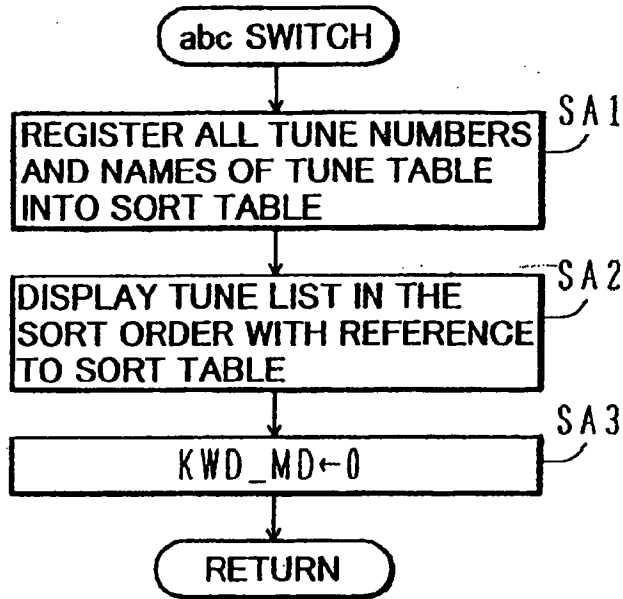 abc SWITCH
SA1
REGISTER ALL TUNE NUMBERS
AND NAMES OF TUNE TABLE
INTO SORT TABLE
SA2
DISPLAY TUNE LIST IN THE
SORT ORDER WITH REFERENCE
TO SORT TABLE
SA3
KWD_MD←0
RETURN